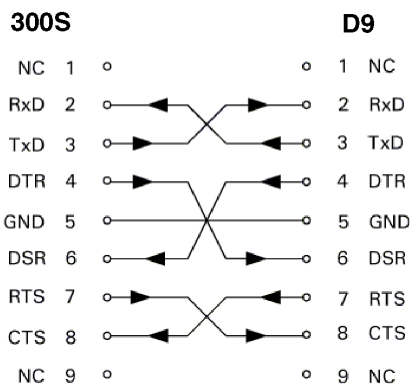 300S D9
NC 1 1 NC
RxD 2 2 RxD
TxD 3 3 TxD
DTR 4 4 DTR
GND 5 5 GND
DSR 6 6 DSR
RTS 7 7 RTS
CTS 8 8 CTS
NC 9 9 NC